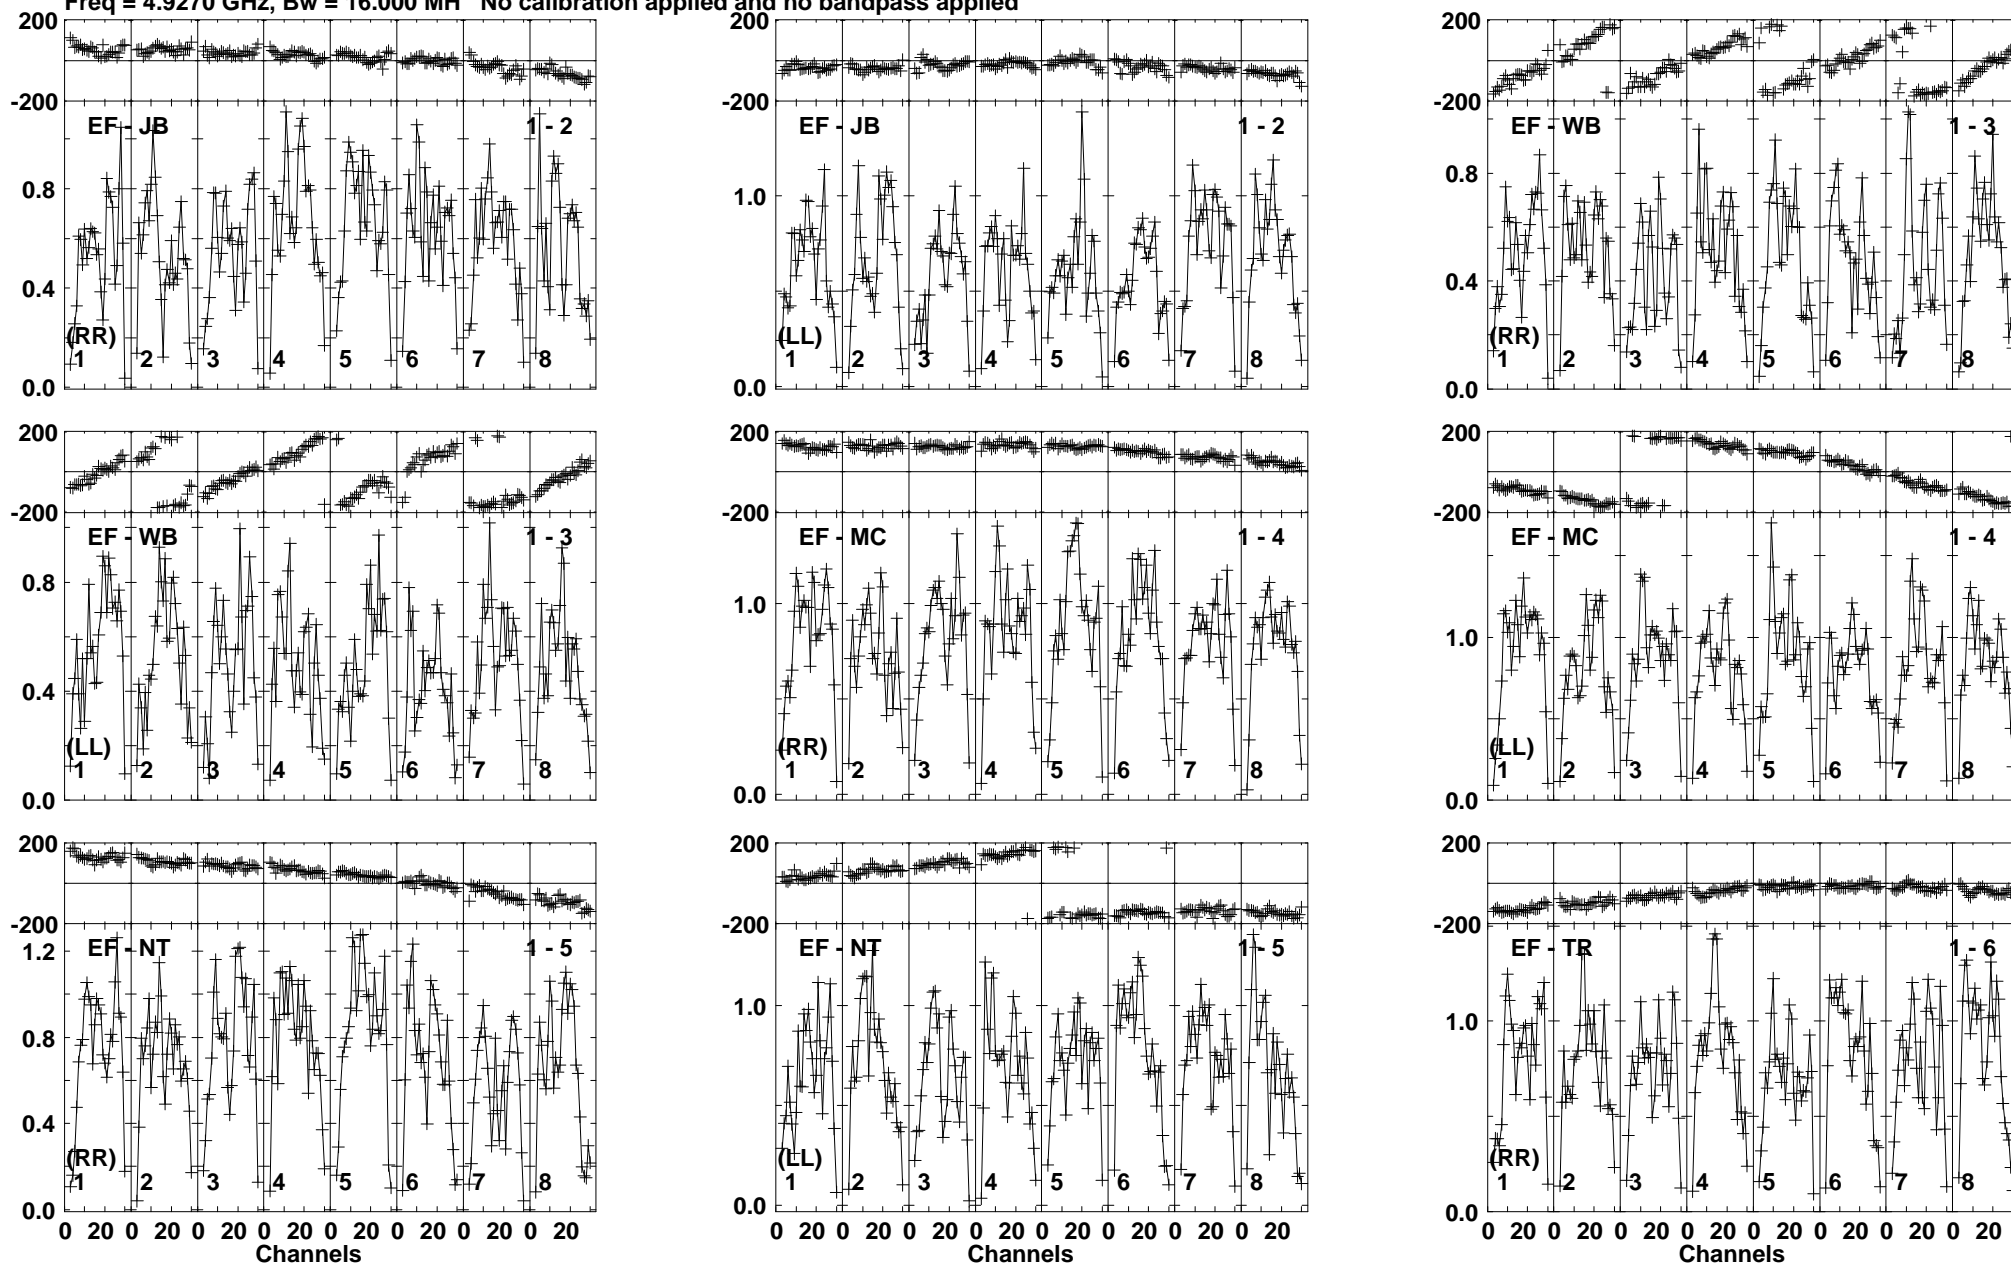 Freq = 4.9270 GHz, Bw = 16.000 MH No calibration applied and no bandpass applied
200
-200
EF - JB 1 - 2
0.8
0.4
0.0
(RR)
1 2 3 4 5 6 7 8
200
-200
EF - JB 1 - 2
1.0
0.0
(LL)
1 2 3 4 5 6 7 8
200
-200
EF - WB 1 - 3
0.8
0.4
0.0
(RR)
1 2 3 4 5 6 7 8
200
-200
EF - WB 1 - 3
0.8
0.4
0.0
(LL)
1 2 3 4 5 6 7 8
200
-200
EF - MC 1 - 4
1.0
0.0
(RR)
1 2 3 4 5 6 7 8
200
-200
EF - MC 1 - 4
1.0
0.0
(LL)
1 2 3 4 5 6 7 8
200
-200
EF - NT 1 - 5
1.2
0.8
0.4
0.0
(RR)
1 2 3 4 5 6 7 8
0 20 0 20 0 20 0 20 0 20 0 20 0 20 0 20
Channels
200
-200
EF - NT 1 - 5
1.0
0.0
(LL)
1 2 3 4 5 6 7 8
0 20 0 20 0 20 0 20 0 20 0 20 0 20 0 20
Channels
200
-200
EF - TR 1 - 6
1.0
0.0
(RR)
1 2 3 4 5 6 7 8
0 20 0 20 0 20 0 20 0 20 0 20 0 20 0 20
Channels